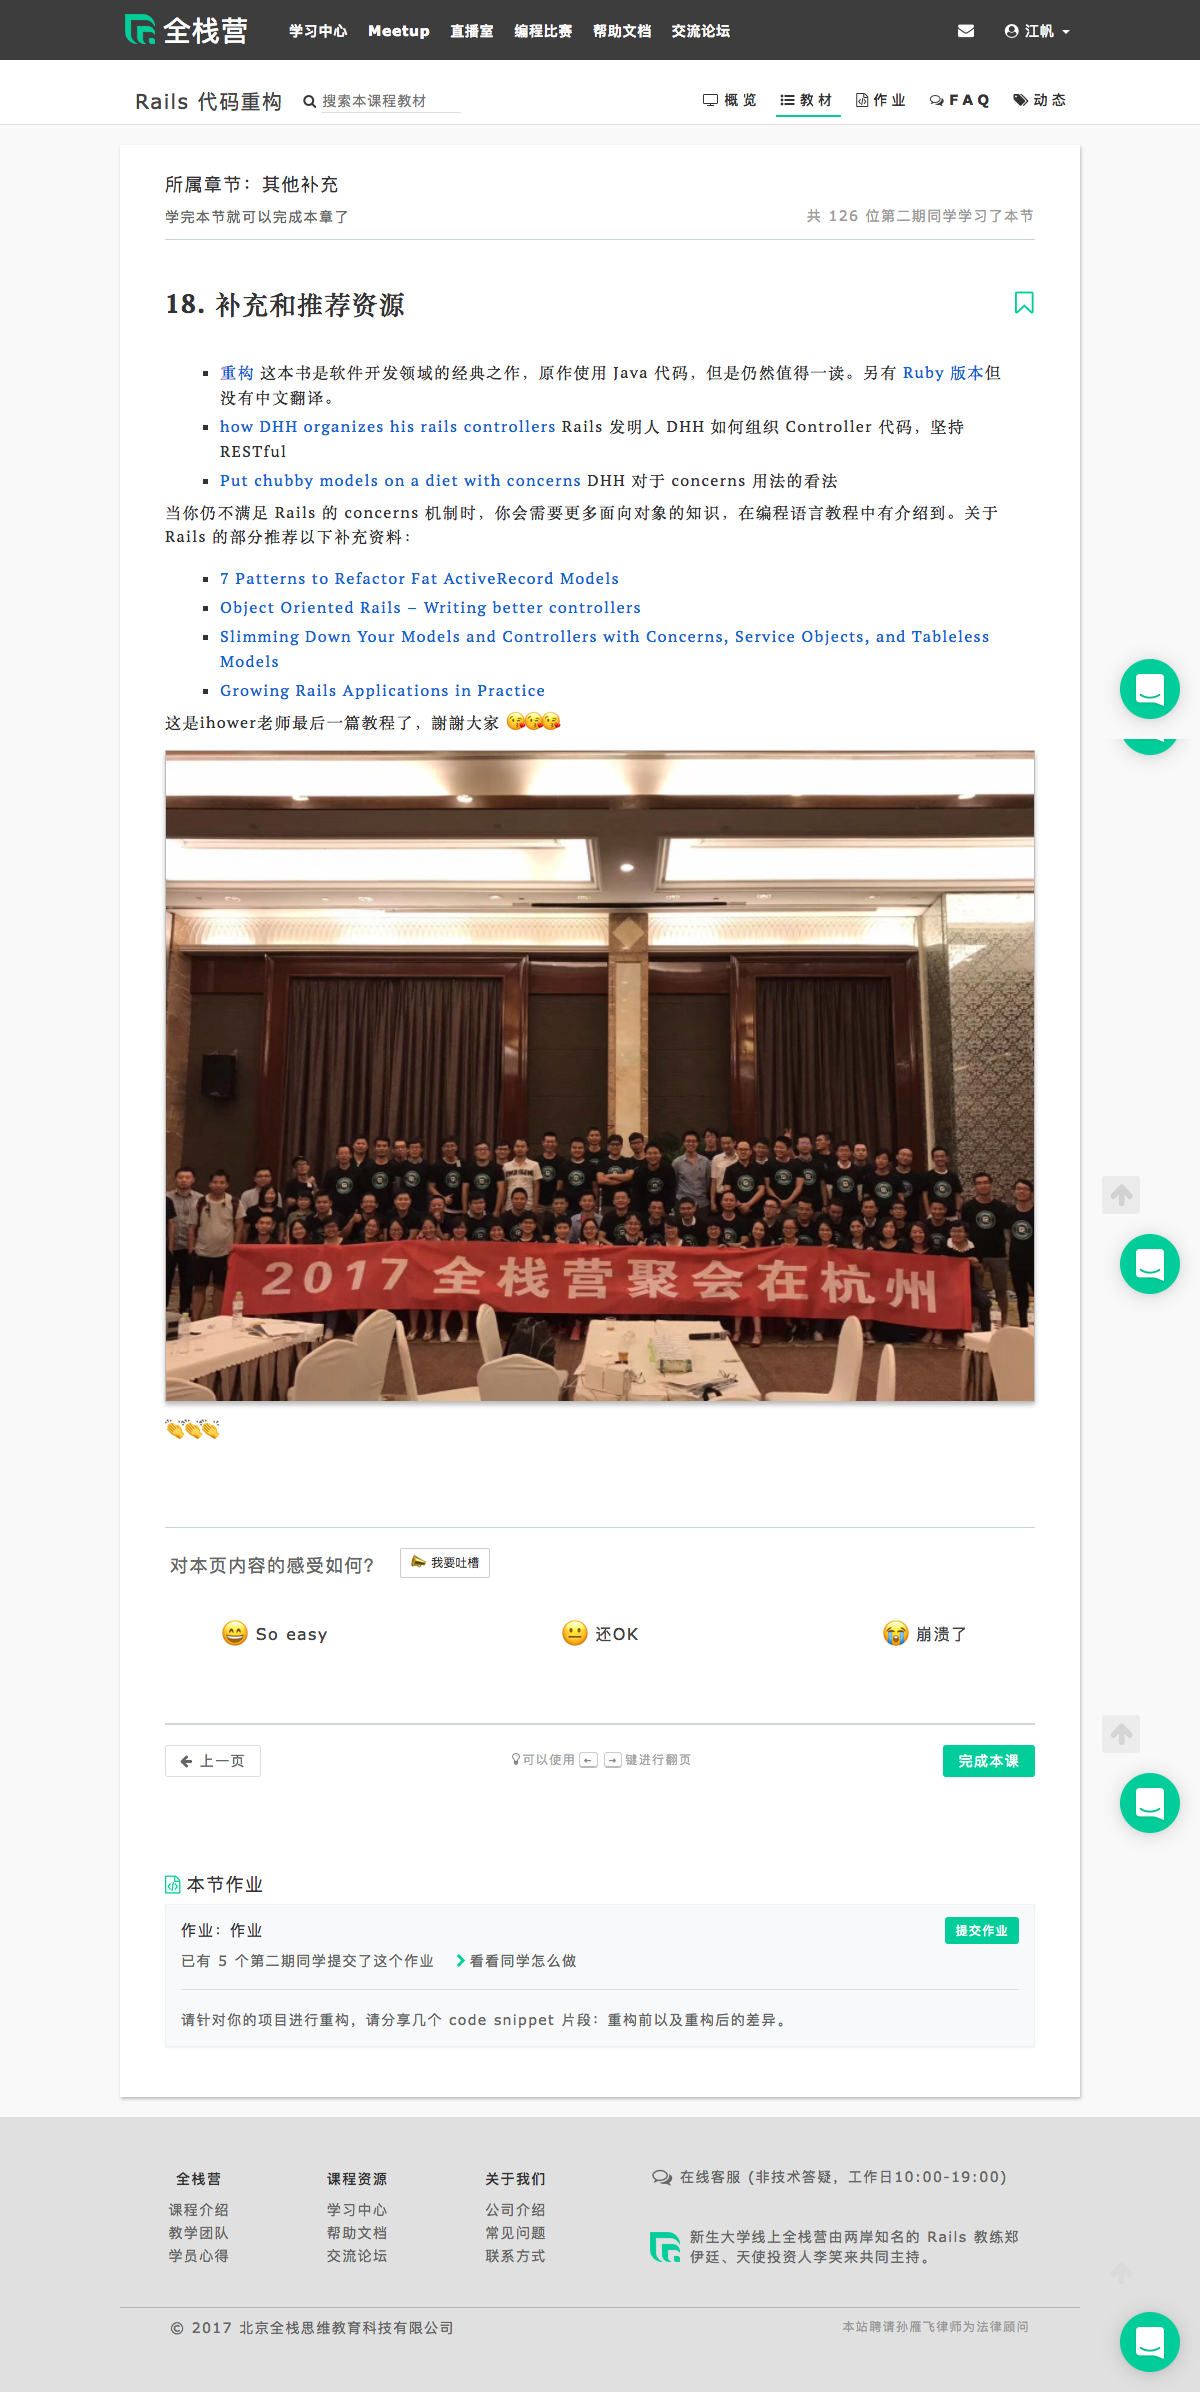 全栈营
学习中心 Meetup 直播室 编程比赛 帮助文档 交流论坛 江帆
Rails 代码重构 搜索本课程教材 概览 教材 作业 FAQ 动态
所属章节：其他补充
学完本节就可以完成本章了 共 126 位第二期同学学习了本节
18. 补充和推荐资源
重构 这本书是软件开发领域的经典之作，原作使用 Java 代码，但是仍然值得一读。另有 Ruby 版本但
没有中文翻译。
how DHH organizes his rails controllers Rails 发明人 DHH 如何组织 Controller 代码，坚持
RESTful
Put chubby models on a diet with concerns DHH 对于 concerns 用法的看法
当你仍不满足 Rails 的 concerns 机制时，你会需要更多面向对象的知识，在编程语言教程中有介绍到。关于
Rails 的部分推荐以下补充资料：
7 Patterns to Refactor Fat ActiveRecord Models
Object Oriented Rails – Writing better controllers
Slimming Down Your Models and Controllers with Concerns, Service Objects, and Tableless
Models
Growing Rails Applications in Practice
这是ihower老师最后一篇教程了，謝謝大家 😘😘😘
2017 全栈营聚会在杭州
👏👏👏
对本页内容的感受如何？ 我要吐槽
So easy 还OK 崩溃了
上一页 可以使用 ← → 键进行翻页 完成本课
本节作业
作业：作业 提交作业
已有 5 个第二期同学提交了这个作业 看看同学怎么做
请针对你的项目进行重构，请分享几个 code snippet 片段：重构前以及重构后的差异。
全栈营 课程资源 关于我们 在线客服 (非技术答疑，工作日10:00-19:00)
课程介绍 学习中心 公司介绍
教学团队 帮助文档 常见问题 新生大学线上全栈营由两岸知名的 Rails 教练郑
学员心得 交流论坛 联系方式 伊廷、天使投资人李笑来共同主持。
© 2017 北京全栈思维教育科技有限公司 本站聘请孙雁飞律师为法律顾问